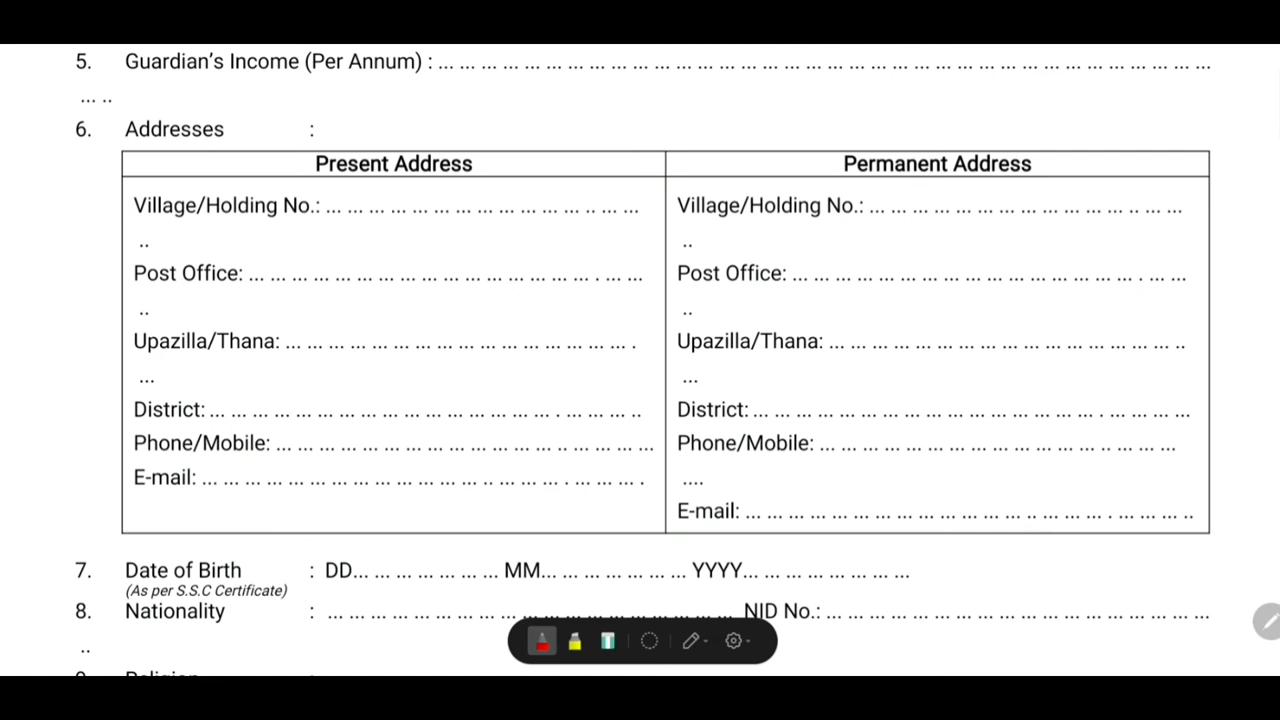 5. Guardian's Income (Per Annum) : ... ... ... ... ... ... ... ... ... ... ... ... ... ... ... ... ... ... ... ... ... ... ... ... ... ... ... ... ... ... ... ... ... ... ... ...
... ..
6. Addresses :
Present Address Permanent Address
Village/Holding No.: ... ... ... ... ... ... ... ... ... ... ... ... .. ... ...
..
Post Office: ... ... ... ... ... ... ... ... ... ... ... ... ... ... ... ... . ... ...
..
Upazilla/Thana: ... ... ... ... ... ... ... ... ... ... ... ... ... ... ... ... .
...
District: ... ... ... ... ... ... ... ... ... ... ... ... ... ... ... ... . ... ... ... ..
Phone/Mobile: ... ... ... ... ... ... ... ... ... ... ... ... ... .. ... ... ... ...
E-mail: ... ... ... ... ... ... ... ... ... ... ... ... ... .. ... ... ... . ... ... ... .
Village/Holding No.: ... ... ... ... ... ... ... ... ... ... ... ... .. ... ...
..
Post Office: ... ... ... ... ... ... ... ... ... ... ... ... ... ... ... ... . ... ...
..
Upazilla/Thana: ... ... ... ... ... ... ... ... ... ... ... ... ... ... ... ... ..
...
District: ... ... ... ... ... ... ... ... ... ... ... ... ... ... ... ... . ... ... ... ...
Phone/Mobile: ... ... ... ... ... ... ... ... ... ... ... ... ... .. ... ... ...
....
E-mail: ... ... ... ... ... ... ... ... ... ... ... ... ... .. ... ... ... . ... ... ... ..
7. Date of Birth : DD... ... ... ... ... ... ... MM... ... ... ... ... ... ... YYYY... ... ... ... ... ... ... ...
(As per S.S.C Certificate)
8. Nationality : ... ... ... ... ... ... ... ... ... ... ... ... ... ... ... ... ... ... ... NID No.: ... ... ... ... ... ... ... ... ... ... ... ... ... ... ... ... ... ...
..
9. Religion :